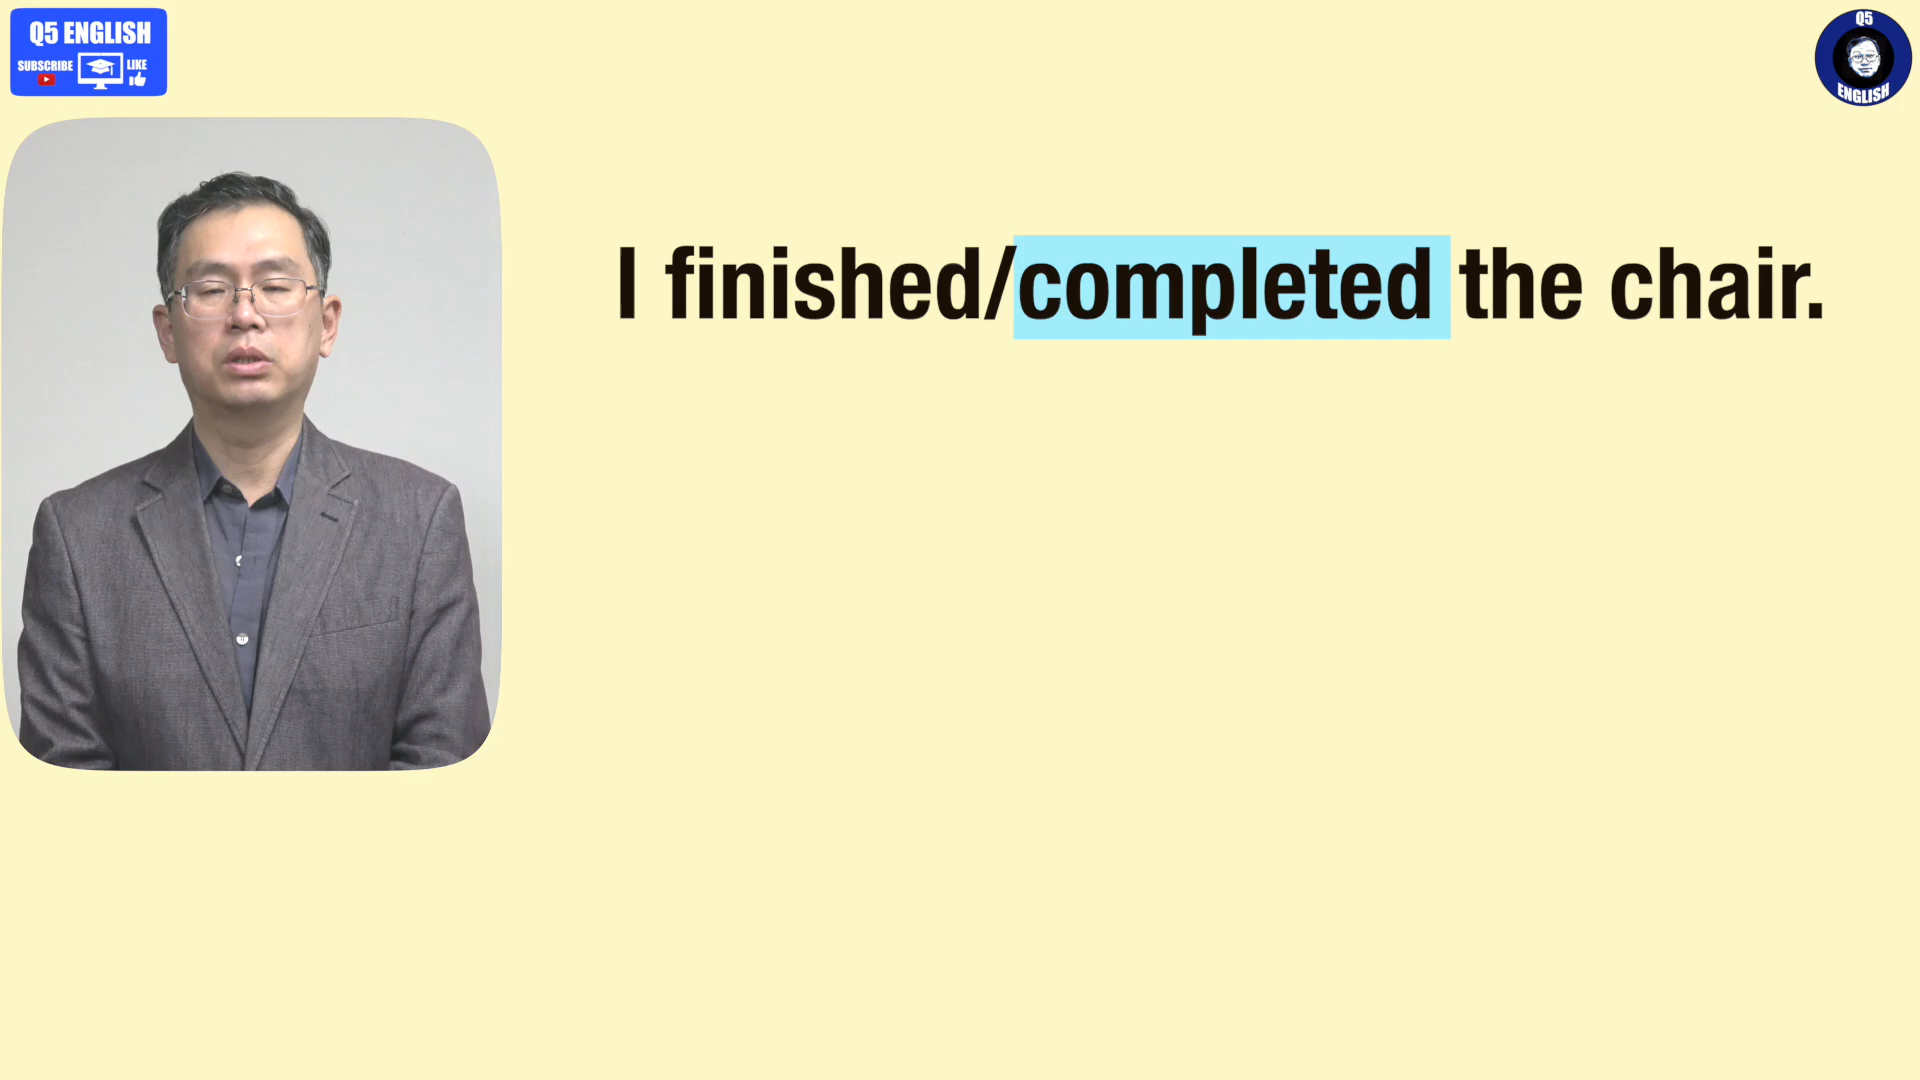 Q5 ENGLISH
SUBSCRIBE
LIKE
Q5
ENGLISH
I finished/completed the chair.